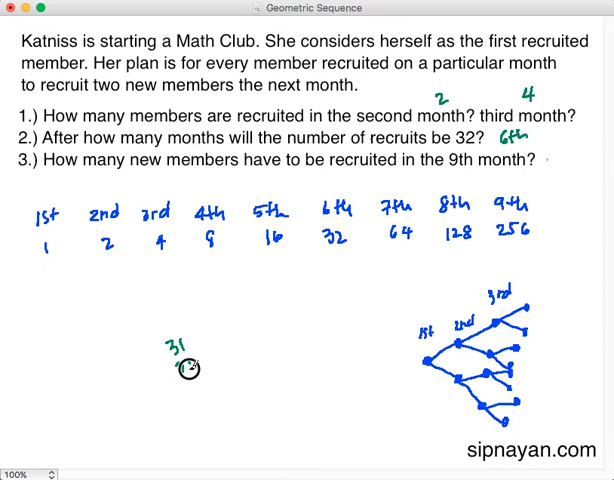 Geometric Sequence
Katniss is starting a Math Club. She considers herself as the first recruited
member. Her plan is for every member recruited on a particular month
to recruit two new members the next month.
2 4
1.) How many members are recruited in the second month? third month?
2.) After how many months will the number of recruits be 32? 6th
3.) How many new members have to be recruited in the 9th month?
1st 2nd 3rd 4th 5th 6th 7th 8th 9th
1 2 4 8 16 32 64 128 256
3rd
1st 2nd
31
sipnayan.com
100%